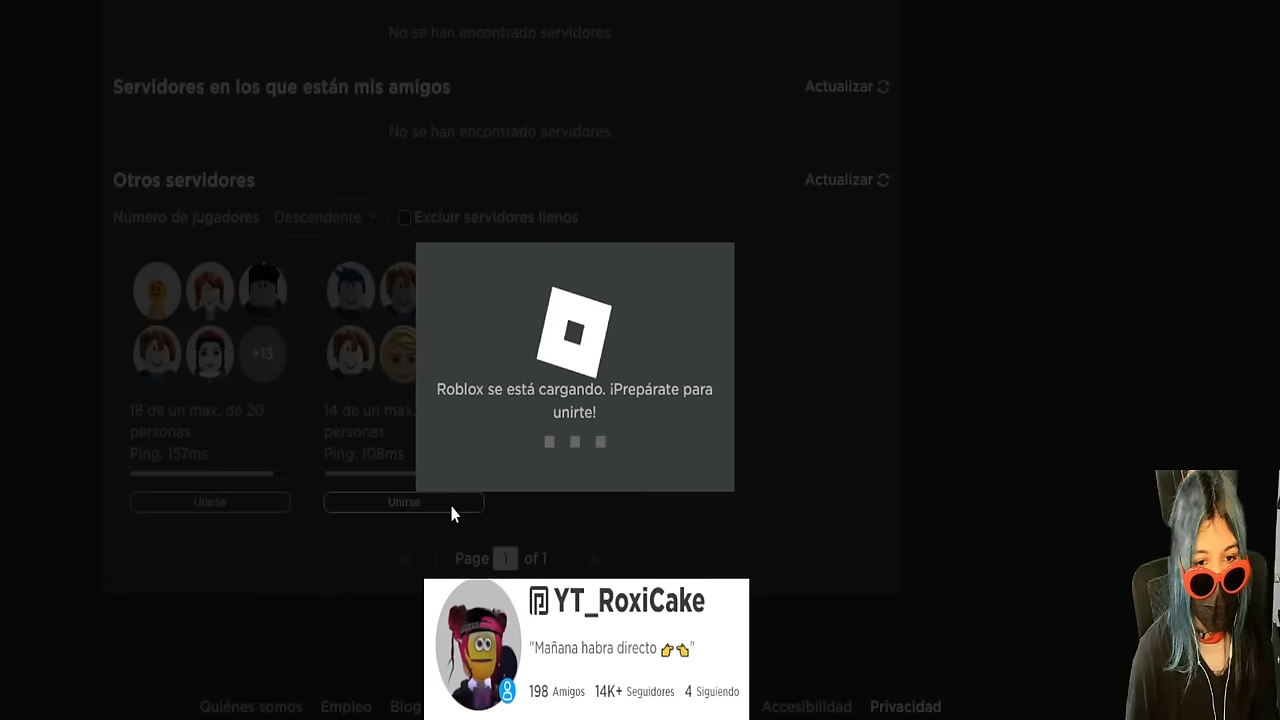 No se han encontrado servidores.
Servidores en los que están mis amigos
Actualizar
No se han encontrado servidores.
Otros servidores
Actualizar
Número de jugadores
Descendente
Excluir servidores llenos
+13
18 de un máx. de 20
personas
Ping: 157ms
Unirse
14 de un máx.
personas
Ping: 108ms
Unirse
Roblox se está cargando. ¡Prepárate para
unirte!
Page 1 of 1
YT_RoxiCake
"Mañana habra directo 👉👈"
198 Amigos 14K+ Seguidores 4 Siguiendo
Quiénes somos Empleo Blog Accesibilidad Privacidad